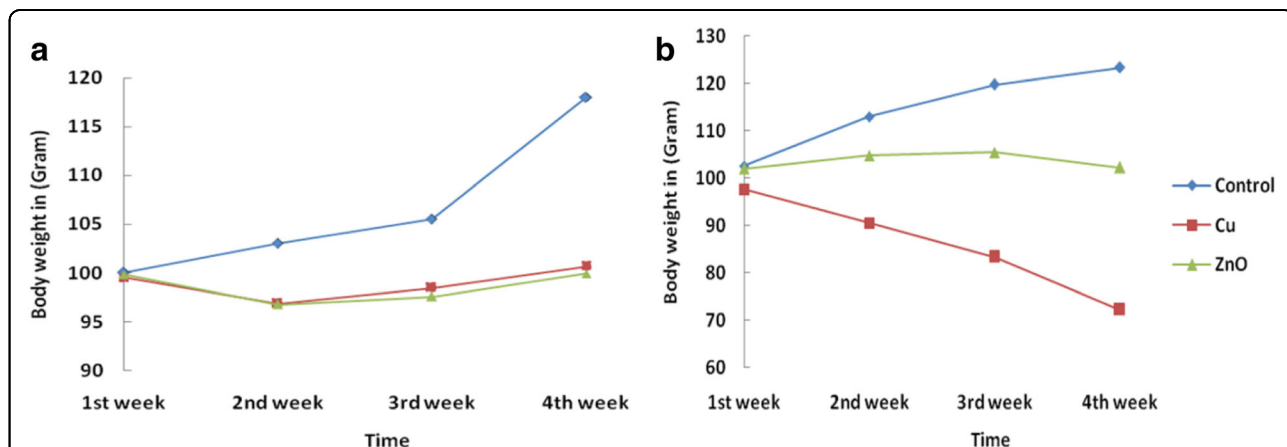 a
120
115
110
105
100
95
90
Body weight in (Gram)
1st week 2nd week 3rd week 4th week
Time
b
130
120
110
100
90
80
70
60
Body weight in (Gram)
1st week 2nd week 3rd week 4th week
Time
Control
Cu
ZnO